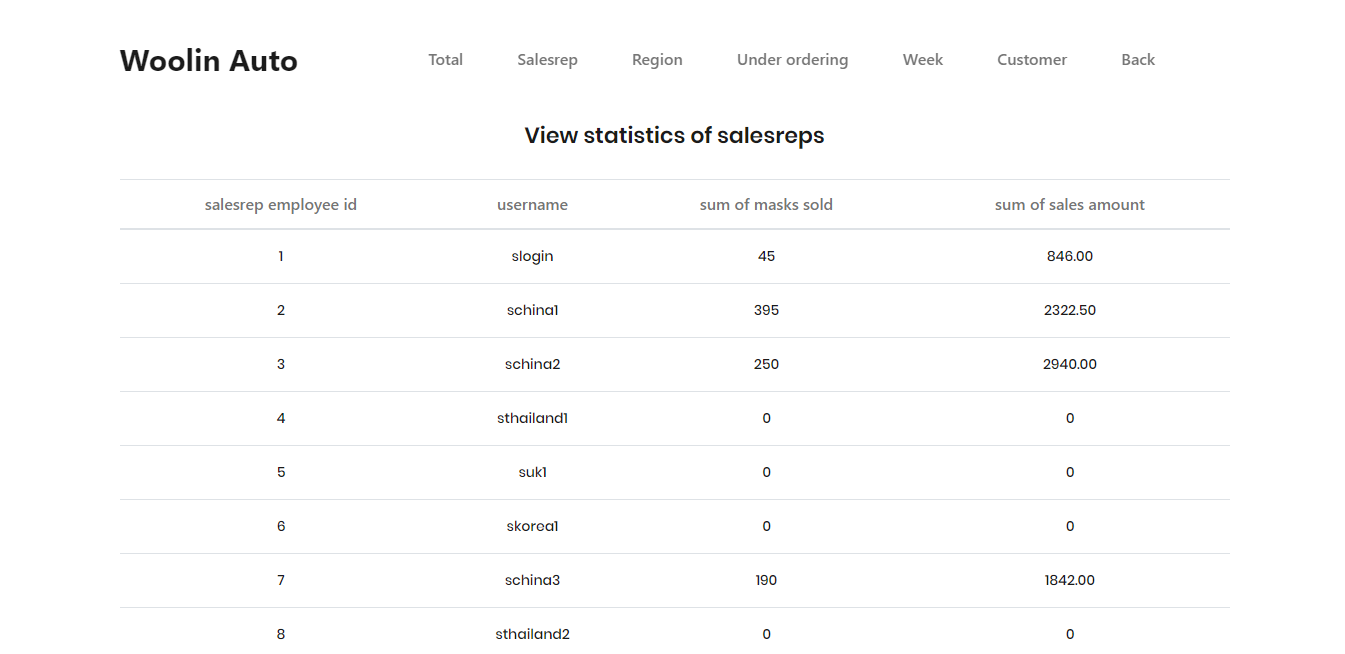 Woolin Auto Total Salesrep Region Under ordering Week Customer Back
View statistics of salesreps
salesrep employee id username sum of masks sold sum of sales amount
1 slogin 45 846.00
2 schina1 395 2322.50
3 schina2 250 2940.00
4 sthailand1 0 0
5 suk1 0 0
6 skorea1 0 0
7 schina3 190 1842.00
8 sthailand2 0 0